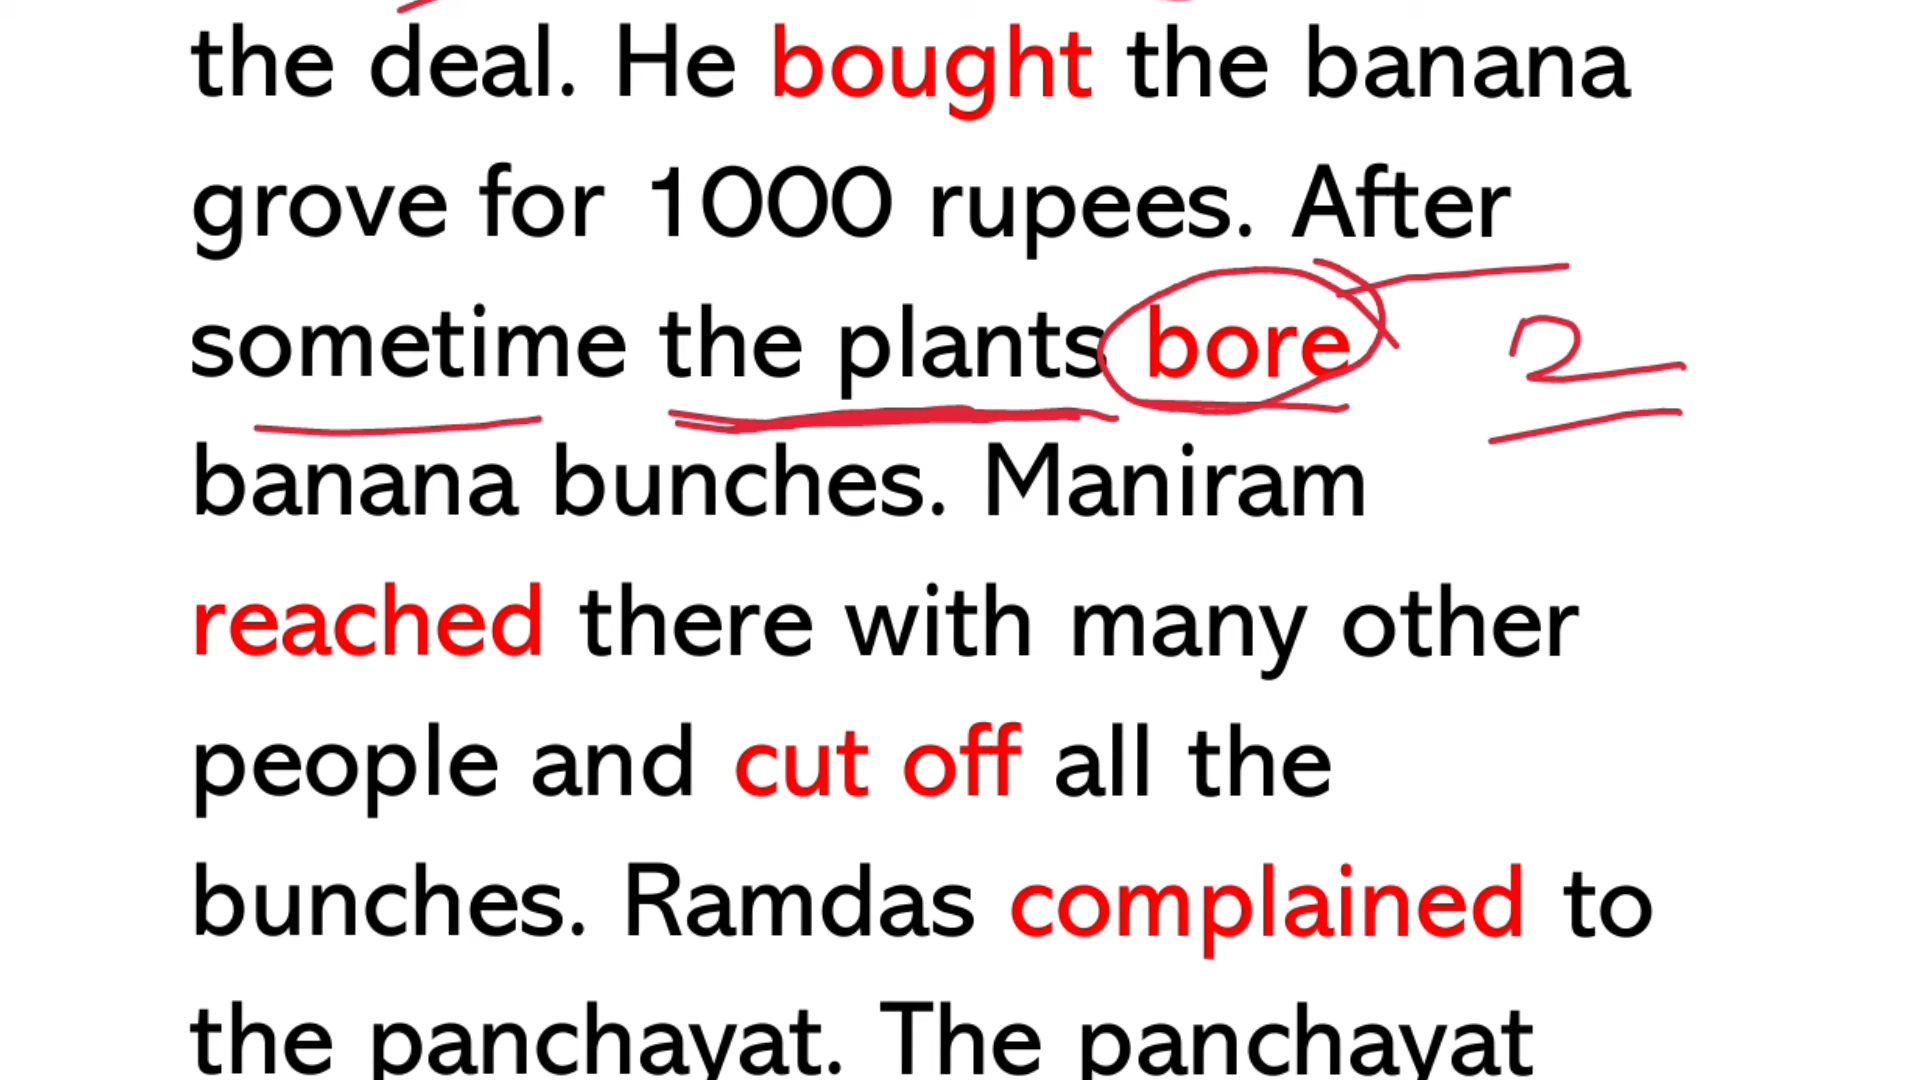 the deal. He bought the banana
grove for 1000 rupees. After
sometime the plants bore
2
banana bunches. Maniram
reached there with many other
people and cut off all the
bunches. Ramdas complained to
the panchayat. The panchayat